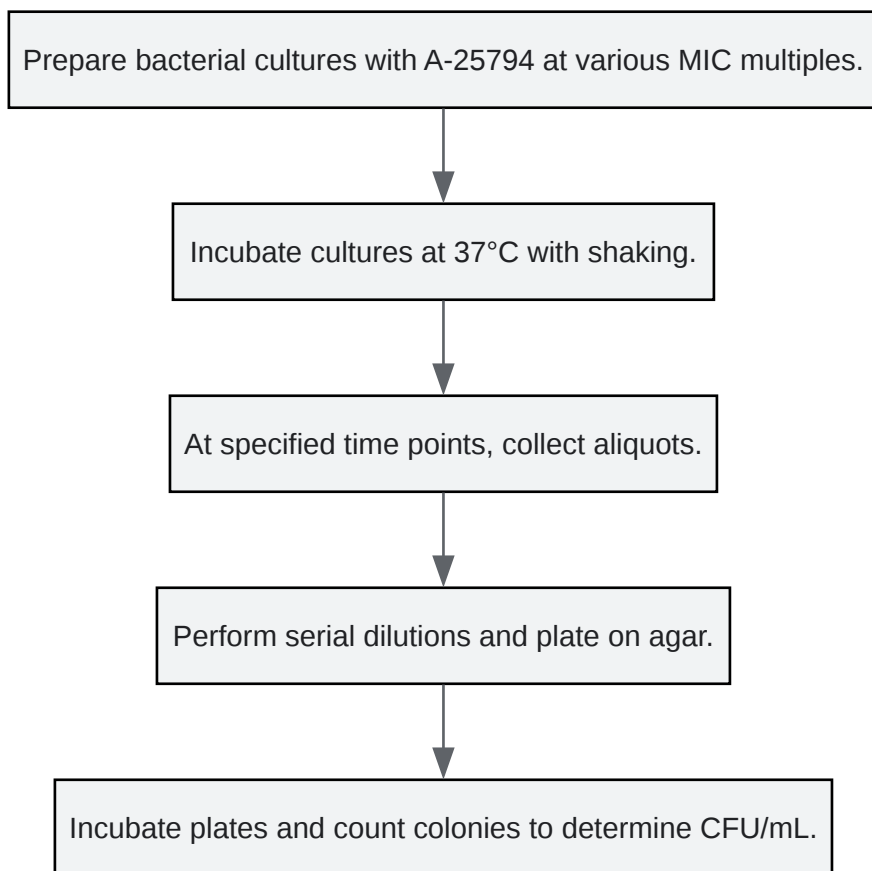 Prepare bacterial cultures with A-25794 at various MIC multiples.
Incubate cultures at 37°C with shaking.
At specified time points, collect aliquots.
Perform serial dilutions and plate on agar.
Incubate plates and count colonies to determine CFU/mL.